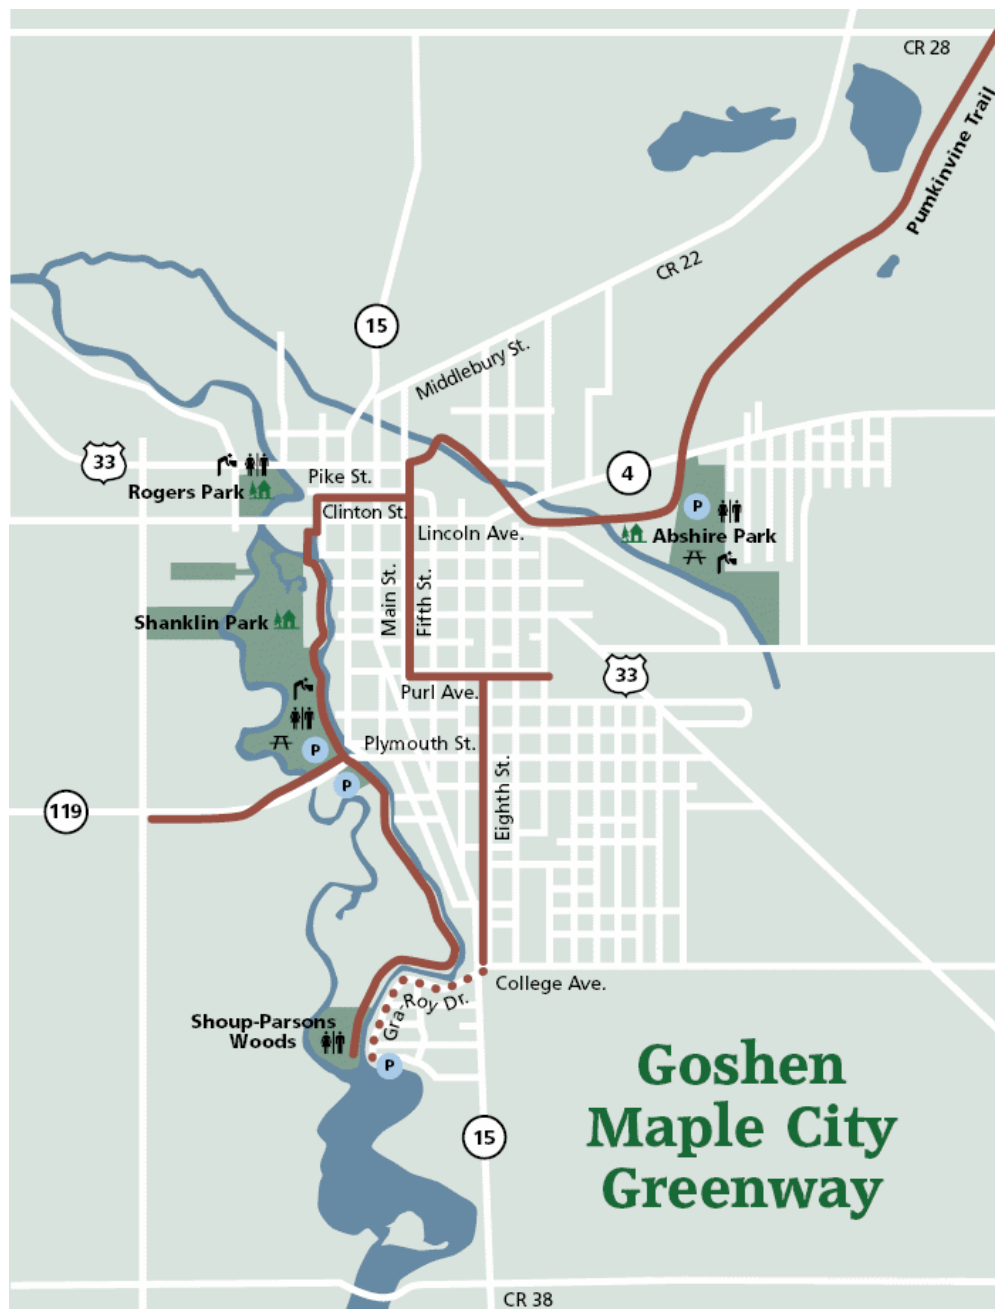 CR 28
Pumkinvine Trail
CR 22
15
Middlebury St.
33
4
Pike St.
Rogers Park
P
Clinton St.
Lincoln Ave.
Abshire Park
Main St.
Fifth St.
Shanklin Park
33
Purl Ave.
P
Plymouth St.
P
Eighth St.
119
College Ave.
Gra-Roy Dr.
Shoup-Parsons
Woods
P
Goshen
Maple City
Greenway
15
CR 38